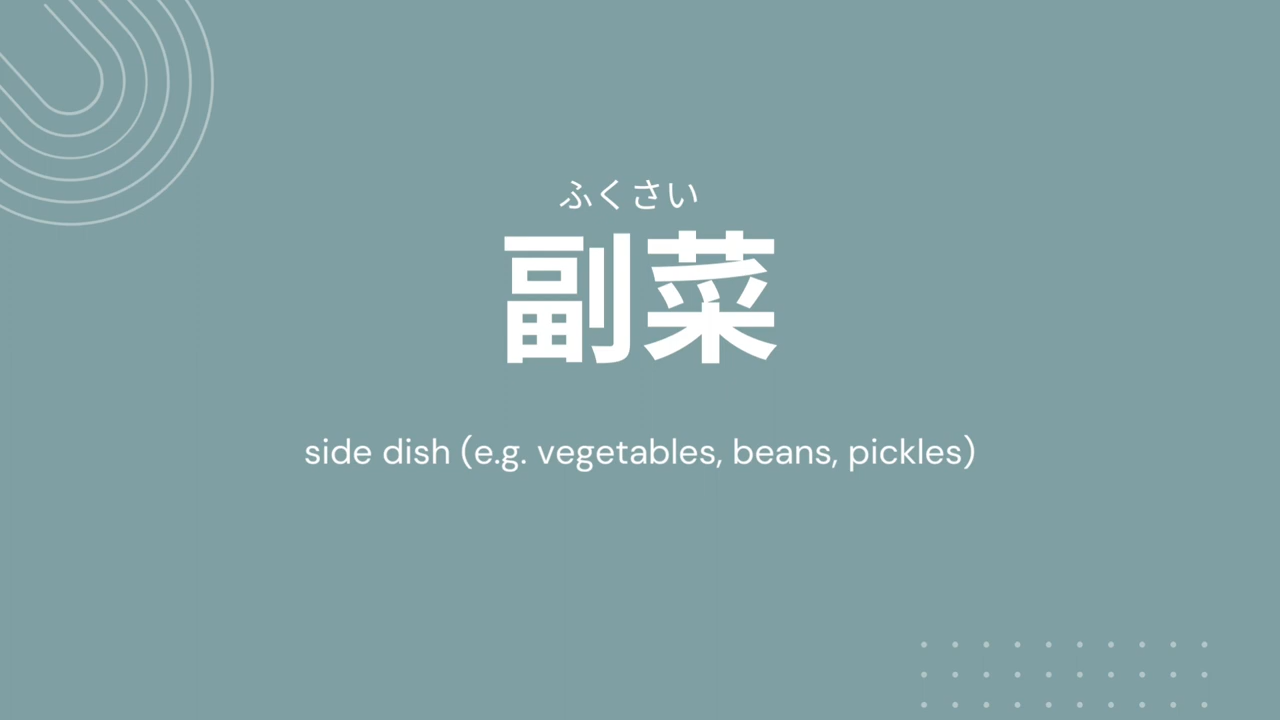 ふくさい
副菜
side dish (e.g. vegetables, beans, pickles)